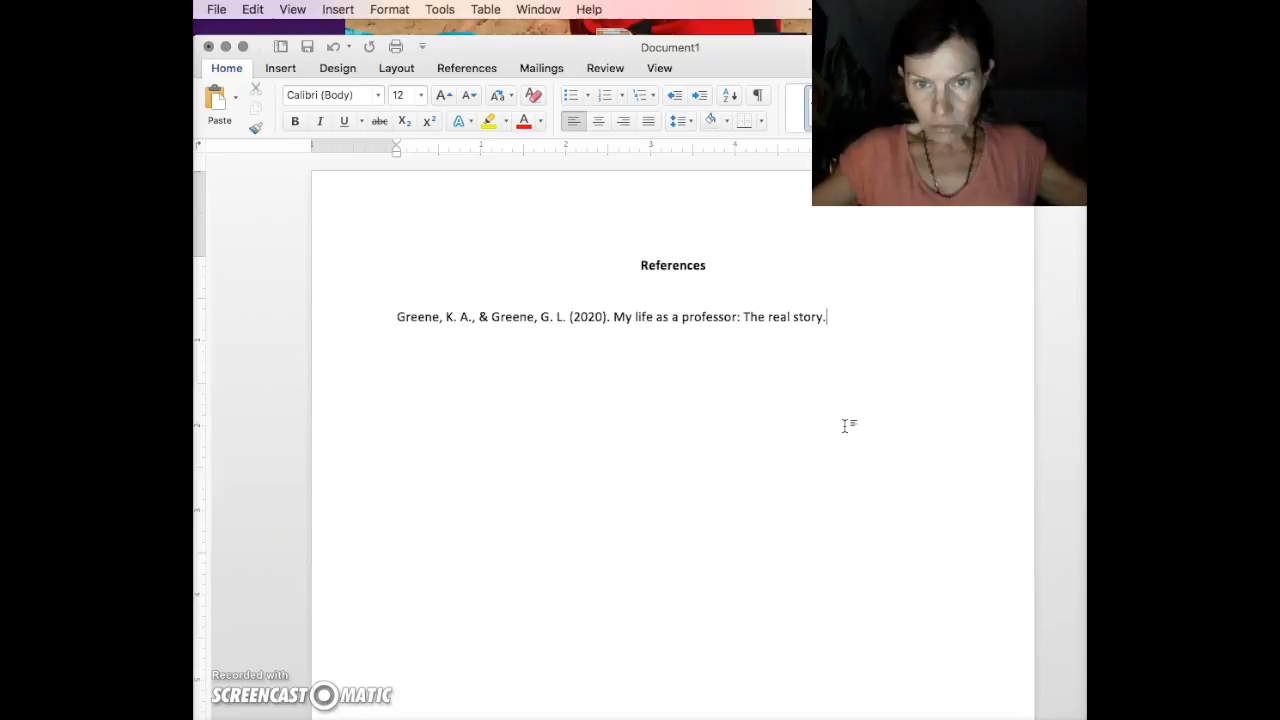 File Edit View Insert Format Tools Table Window Help
Document1
Home Insert Design Layout References Mailings Review View
Paste
Calibri (Body) 12
References
Greene, K. A., & Greene, G. L. (2020). My life as a professor: The real story.
Recorded with
SCREENCAST MATIC